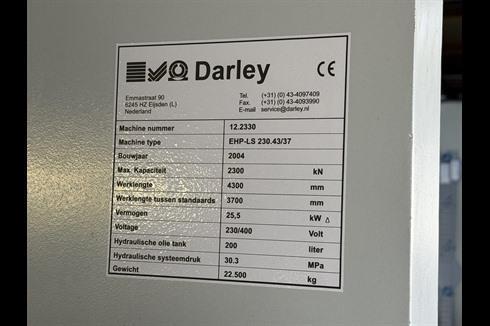 Darley CE
Emmastraat 90
6245 HZ Eijsden (L)
Nederland
Tel. (+31) (0) 43-4097409
Fax. (+31) (0) 43-4093990
E-mail service@darley.nl
Machine nummer 12.2330
Machine type EHP-LS 230.43/37
Bouwjaar 2004
Max. Kapaciteit 2300 kN
Werklengte 4300 mm
Werklengte tussen standaards 3700 mm
Vermogen 25,5 kW Δ
Voltage 230/400 Volt
Hydraulische olie tank 200 liter
Hydraulische systeemdruk 30.3 MPa
Gewicht 22.500 kg